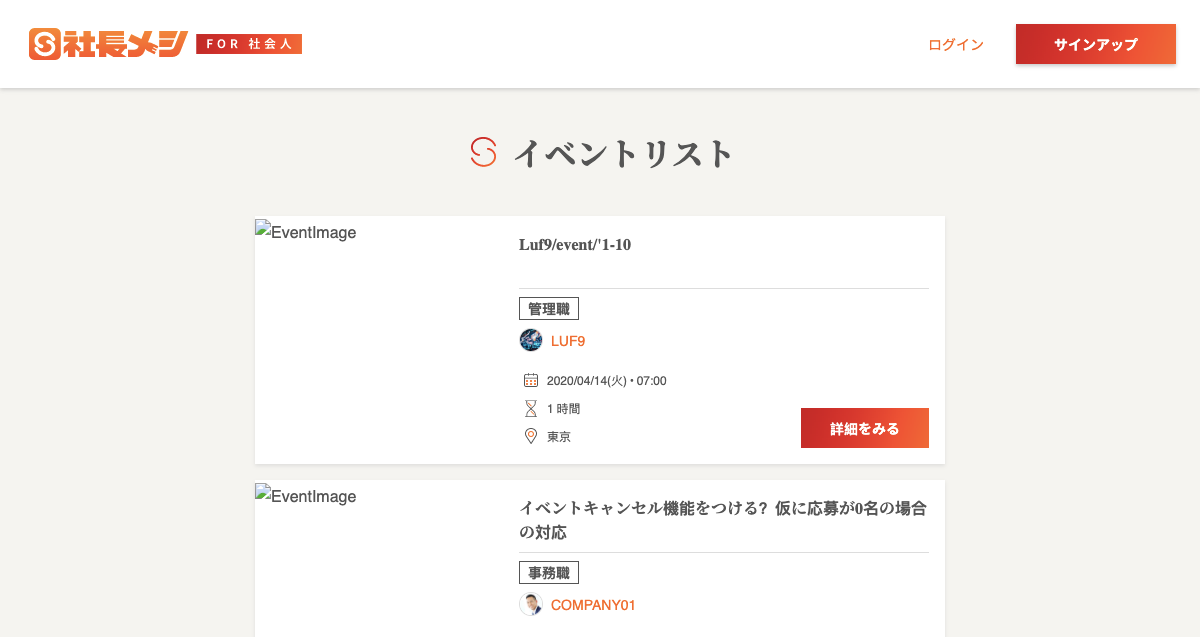 社長メシ FOR 社会人
ログイン
サインアップ
イベントリスト
EventImage
Luf9/event/'1-10
管理職
LUF9
2020/04/14(火) • 07:00
1 時間
東京
詳細をみる
EventImage
イベントキャンセル機能をつける？仮に応募が0名の場合
の対応
事務職
COMPANY01